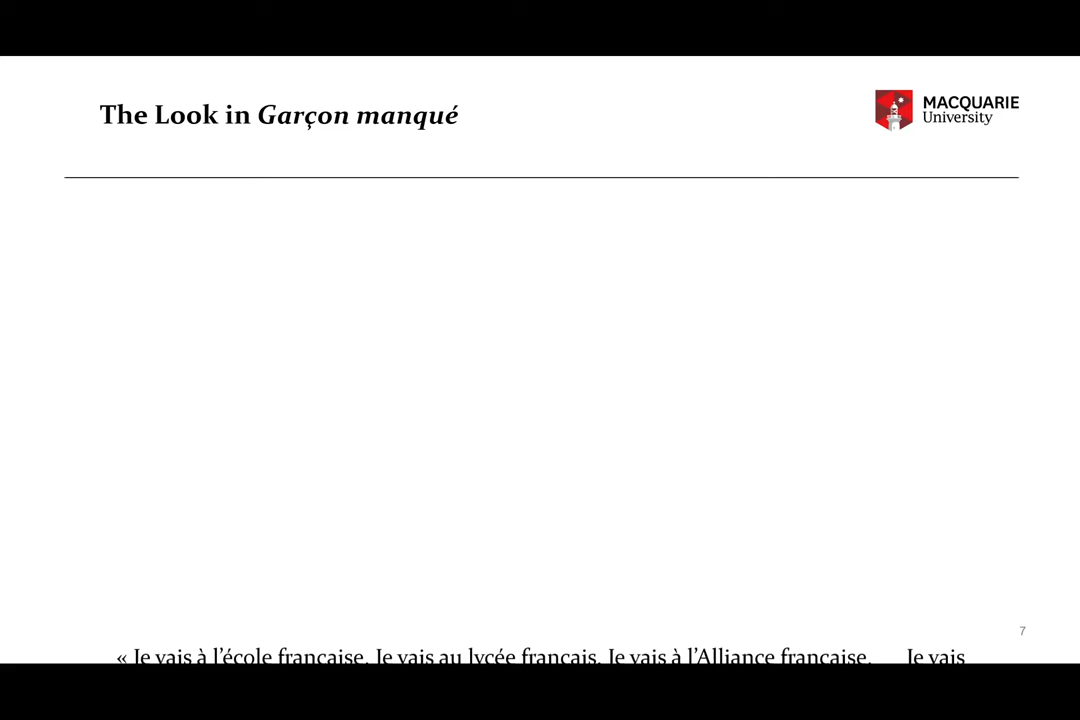 The Look in Garçon manqué
MACQUARIE
University
7
« Je vais à l’école française. Je vais au lycée français. Je vais à l’Alliance française. Je vais